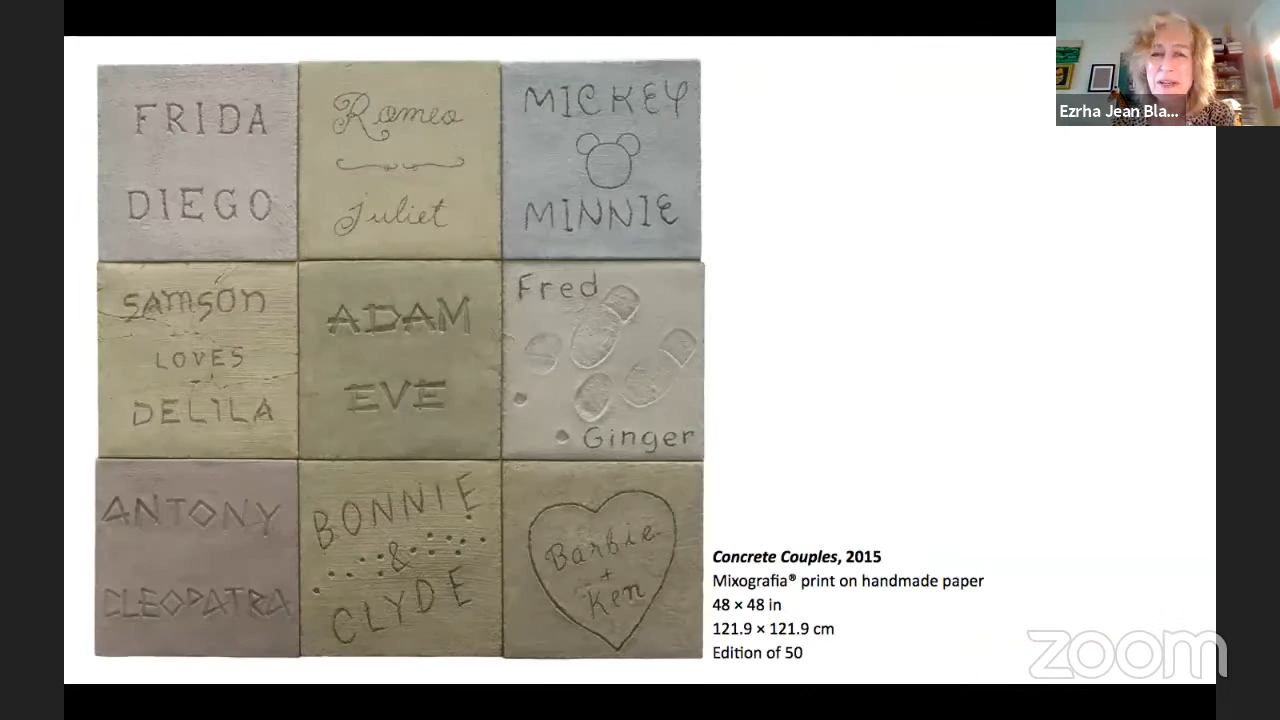 FRIDA
DIEGO
Romeo
Juliet
MICKEY
MINNIE
SAMSON
LOVES
DELILA
ADAM
EVE
Fred
Ginger
ANTONY
CLEOPATRA
BONNIE
&
CLYDE
Barbie
+
Ken
Concrete Couples, 2015
Mixografia® print on handmade paper
48 × 48 in
121.9 × 121.9 cm
Edition of 50
Ezrha Jean Bla...
zoom